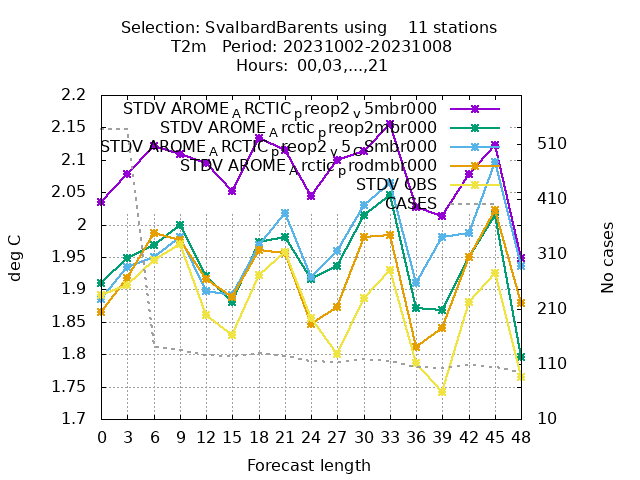 Selection: SvalbardBarents using    11 stations
T2m   Period: 20231002-20231008
Hours: 00,03,...,21
2.2
2.15
2.1
2.05
2
1.95
1.9
1.85
1.8
1.75
1.7
deg C
STDV AROME_ARCTIC_preop2_v5mbr000
STDV AROME_Arctic_preop2mbr000
STDV AROME_ARCTIC_preop2_v5_CSmbr000
STDV AROME_Arctic_prodmbr000
STDV OBS
CASES
510
410
310
210
110
10
No cases
0 3 6 9 12 15 18 21 24 27 30 33 36 39 42 45 48
Forecast length